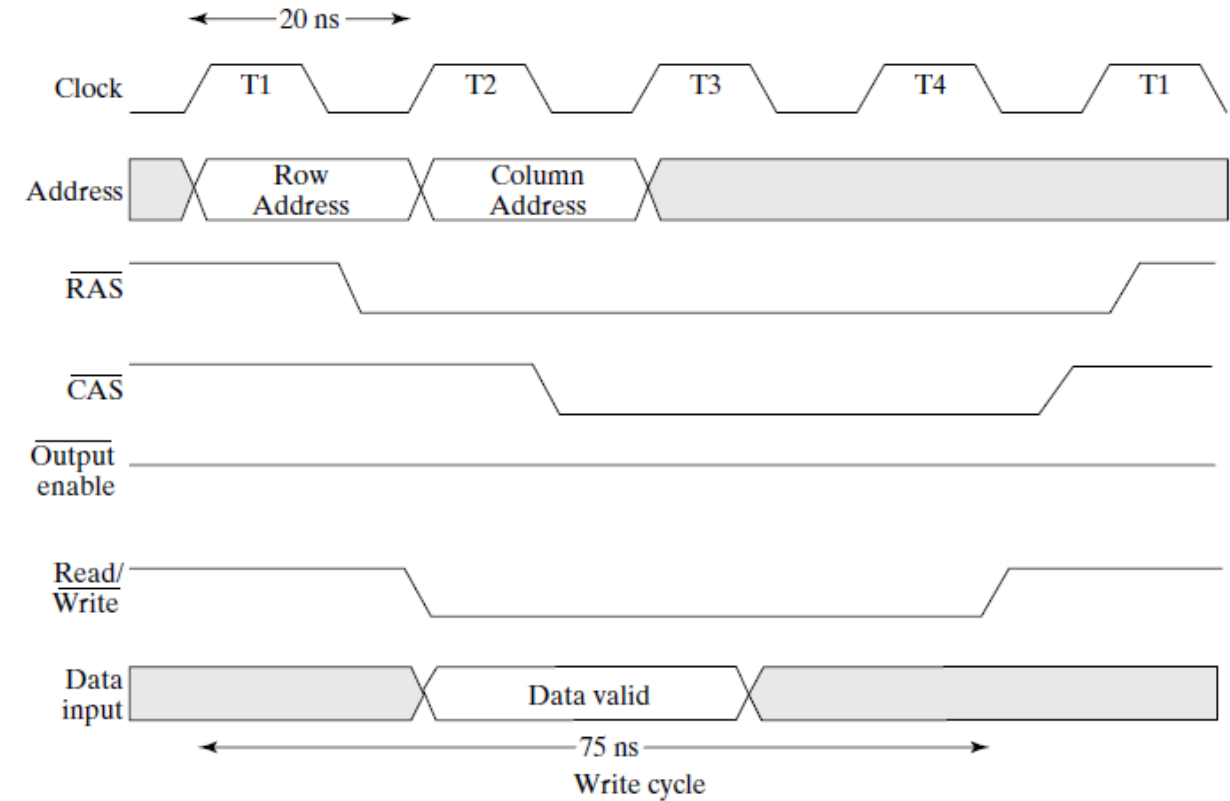 20 ns
Clock
T1
T2
T3
T4
T1
Address
Row
Address
Column
Address
RAS
CAS
Output
enable
Read/
Write
Data
input
Data valid
75 ns
Write cycle